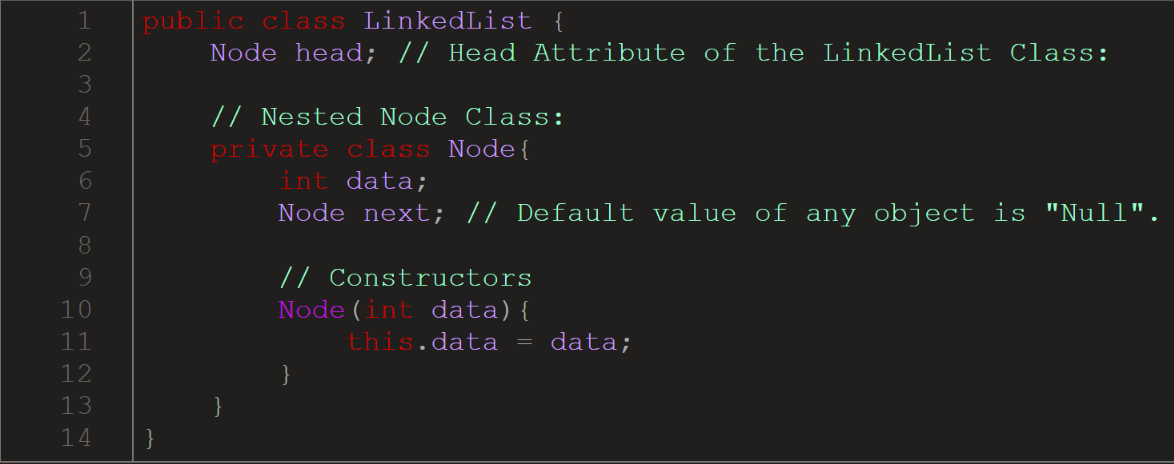 1 public class LinkedList {
2 Node head; // Head Attribute of the LinkedList Class:
3
4 // Nested Node Class:
5 private class Node{
6 int data;
7 Node next; // Default value of any object is "Null".
8
9 // Constructors
10 Node(int data){
11 this.data = data;
12 }
13 }
14 }